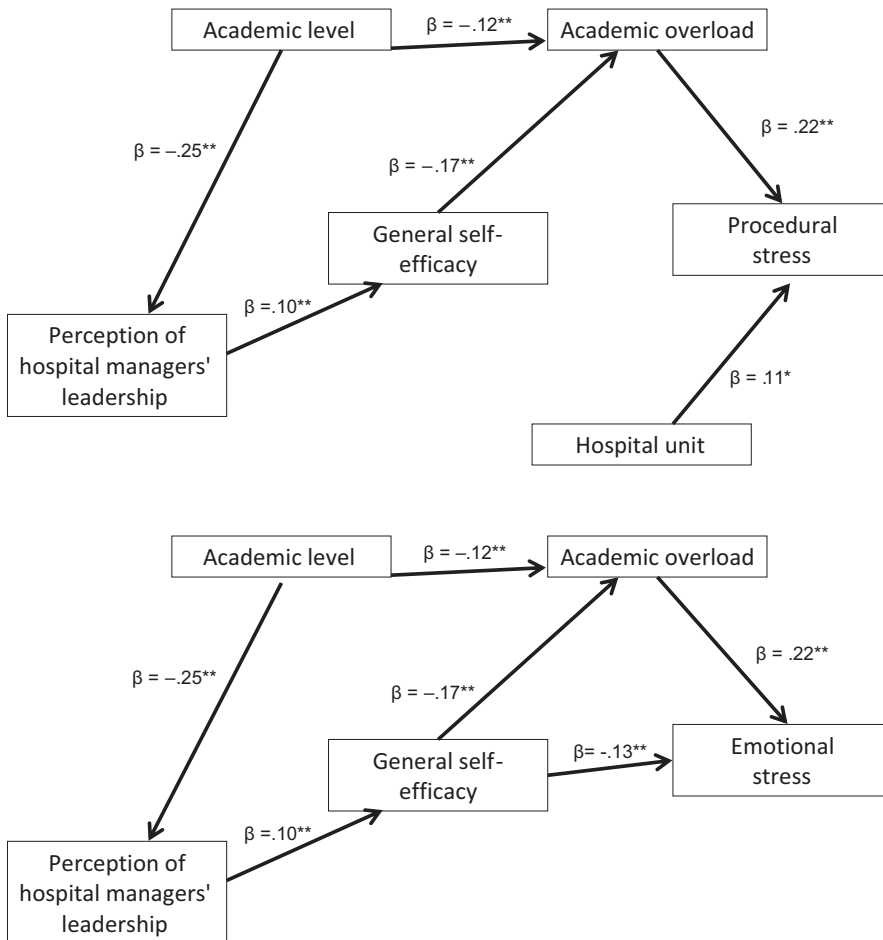 Academic level
β = –.12**
Academic overload
β = –.25**
β = –.17**
β = .22**
General self-
efficacy
Procedural
stress
β =.10**
Perception of
hospital managers'
leadership
β = .11*
Hospital unit
Academic level
β = –.12**
Academic overload
β = –.25**
β = –.17**
β = .22**
General self-
efficacy
β= -.13**
Emotional
stress
β =.10**
Perception of
hospital managers'
leadership